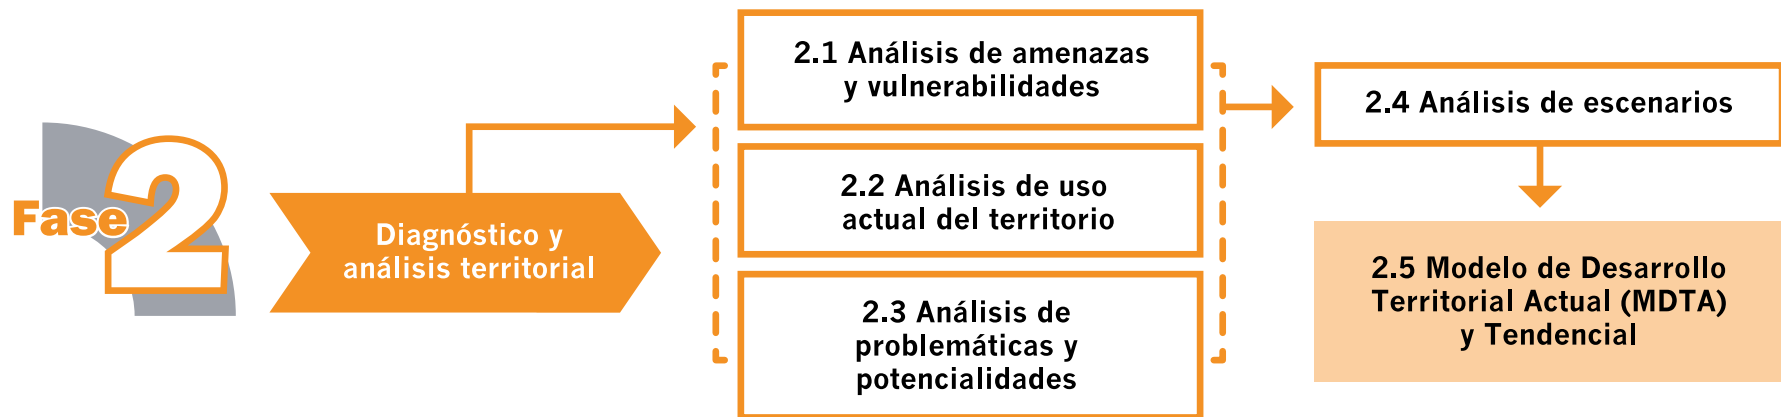 Fase 2
Diagnóstico y
análisis territorial
2.1 Análisis de amenazas
y vulnerabilidades
2.2 Análisis de uso
actual del territorio
2.3 Análisis de
problemáticas y
potencialidades
2.4 Análisis de escenarios
2.5 Modelo de Desarrollo
Territorial Actual (MDTA)
y Tendencial